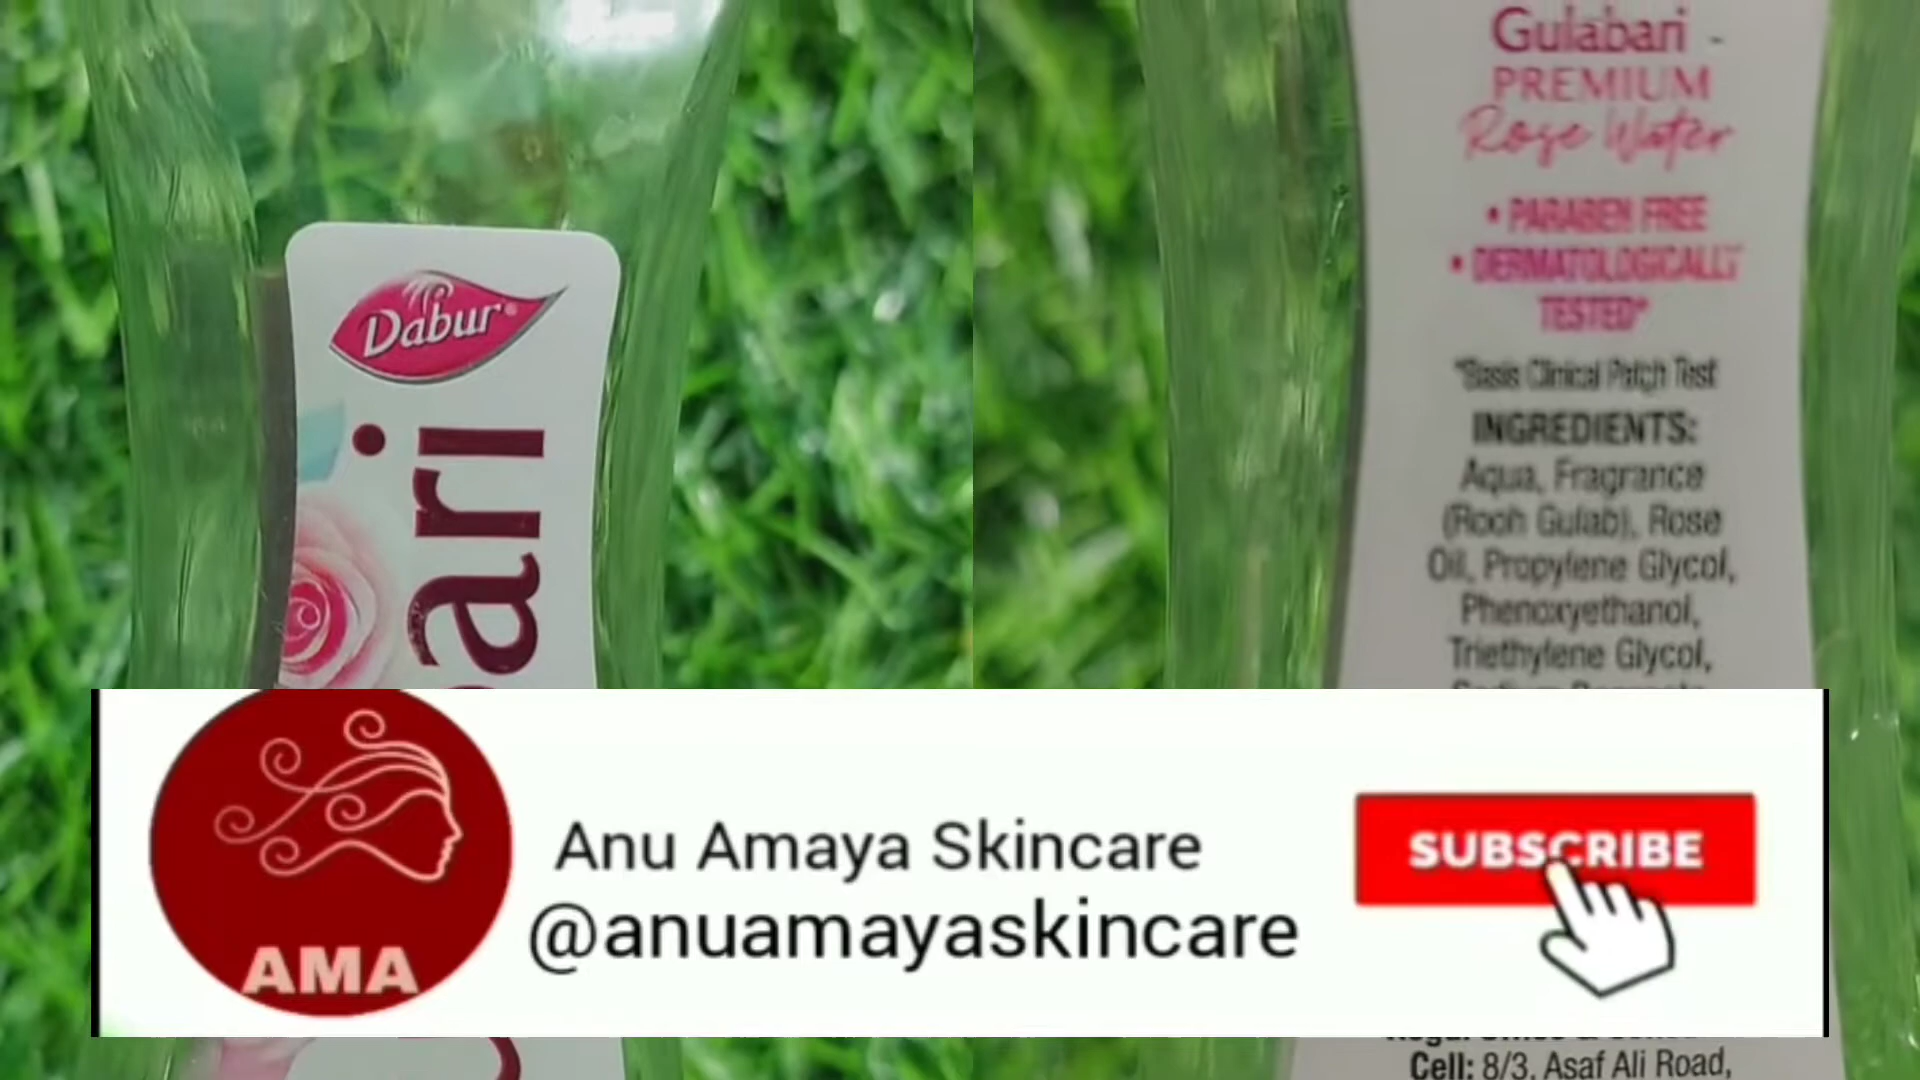 Dabur®
ari
Gulabari
PREMIUM
Rose Water
• PARABEN FREE
• DERMATOLOGICALLY
TESTED*
*Basis Clinical Patch Test
INGREDIENTS:
Aqua, Fragrance
(Rooh Gulab), Rose
Oil, Propylene Glycol,
Phenoxyethanol,
Triethylene Glycol,
AMA
Anu Amaya Skincare
@anuamayaskincare
SUBSCRIBE
Cell: 8/3, Asaf Ali Road,